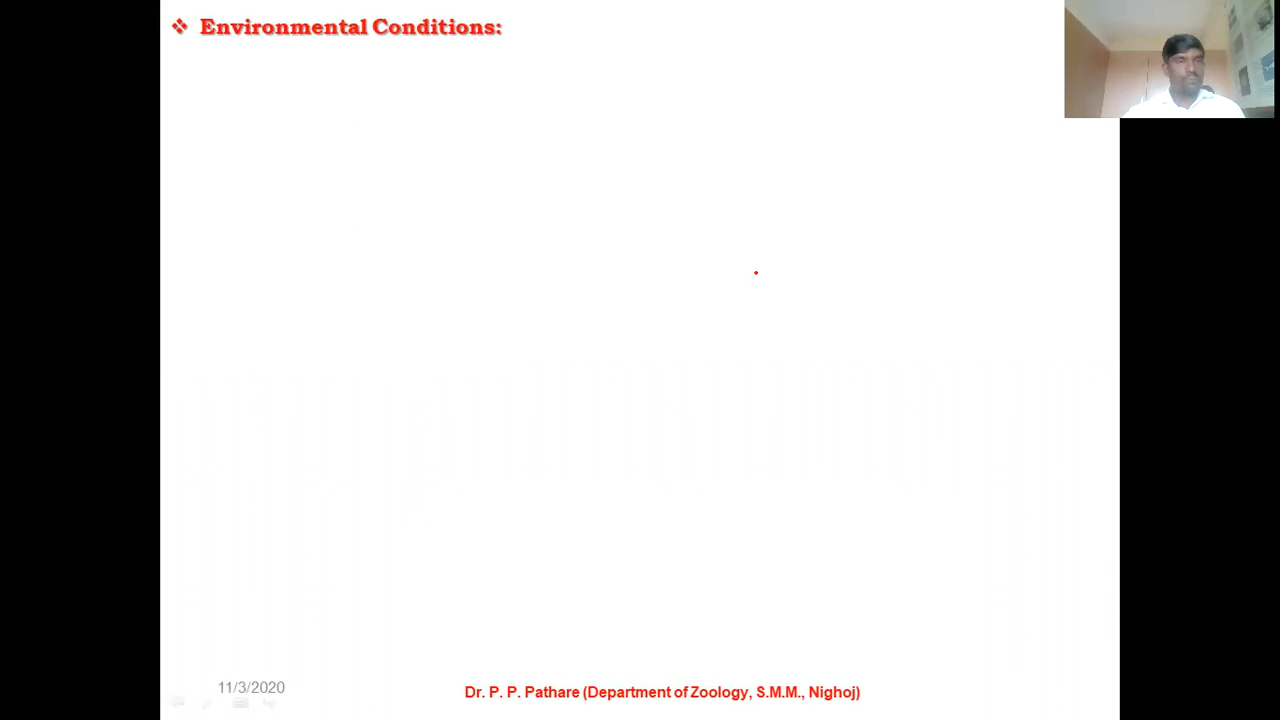 ❖ Environmental Conditions:
11/3/2020
Dr. P. P. Pathare (Department of Zoology, S.M.M., Nighoj)